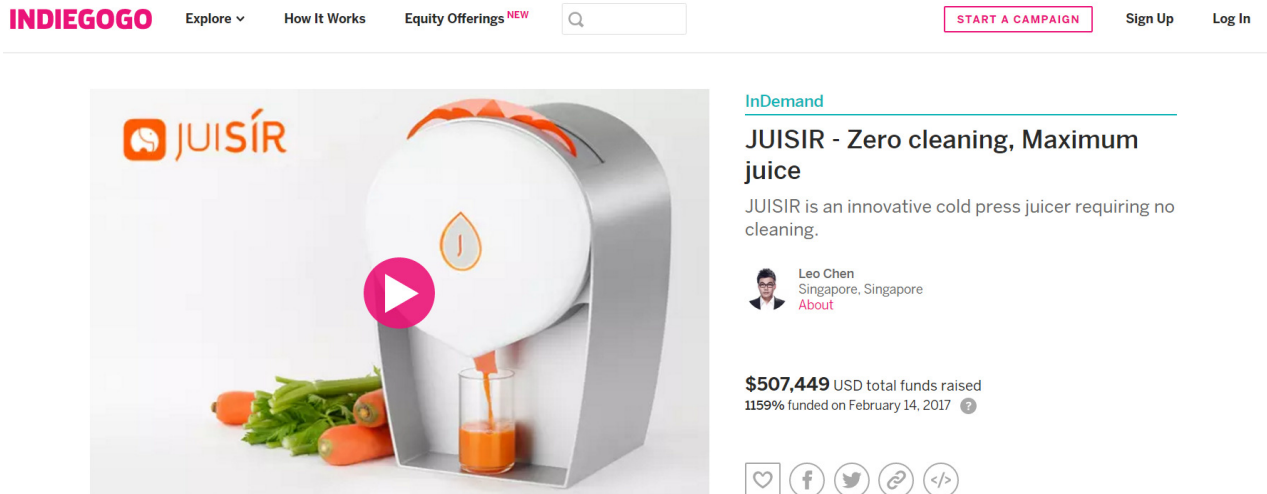 INDIEGOGO
Explore
How It Works
Equity Offerings NEW
START A CAMPAIGN
Sign Up
Log In
JUISÍR
J
InDemand
JUISIR - Zero cleaning, Maximum
juice
JUISIR is an innovative cold press juicer requiring no
cleaning.
Leo Chen
Singapore, Singapore
About
$507,449 USD total funds raised
1159% funded on February 14, 2017 ?